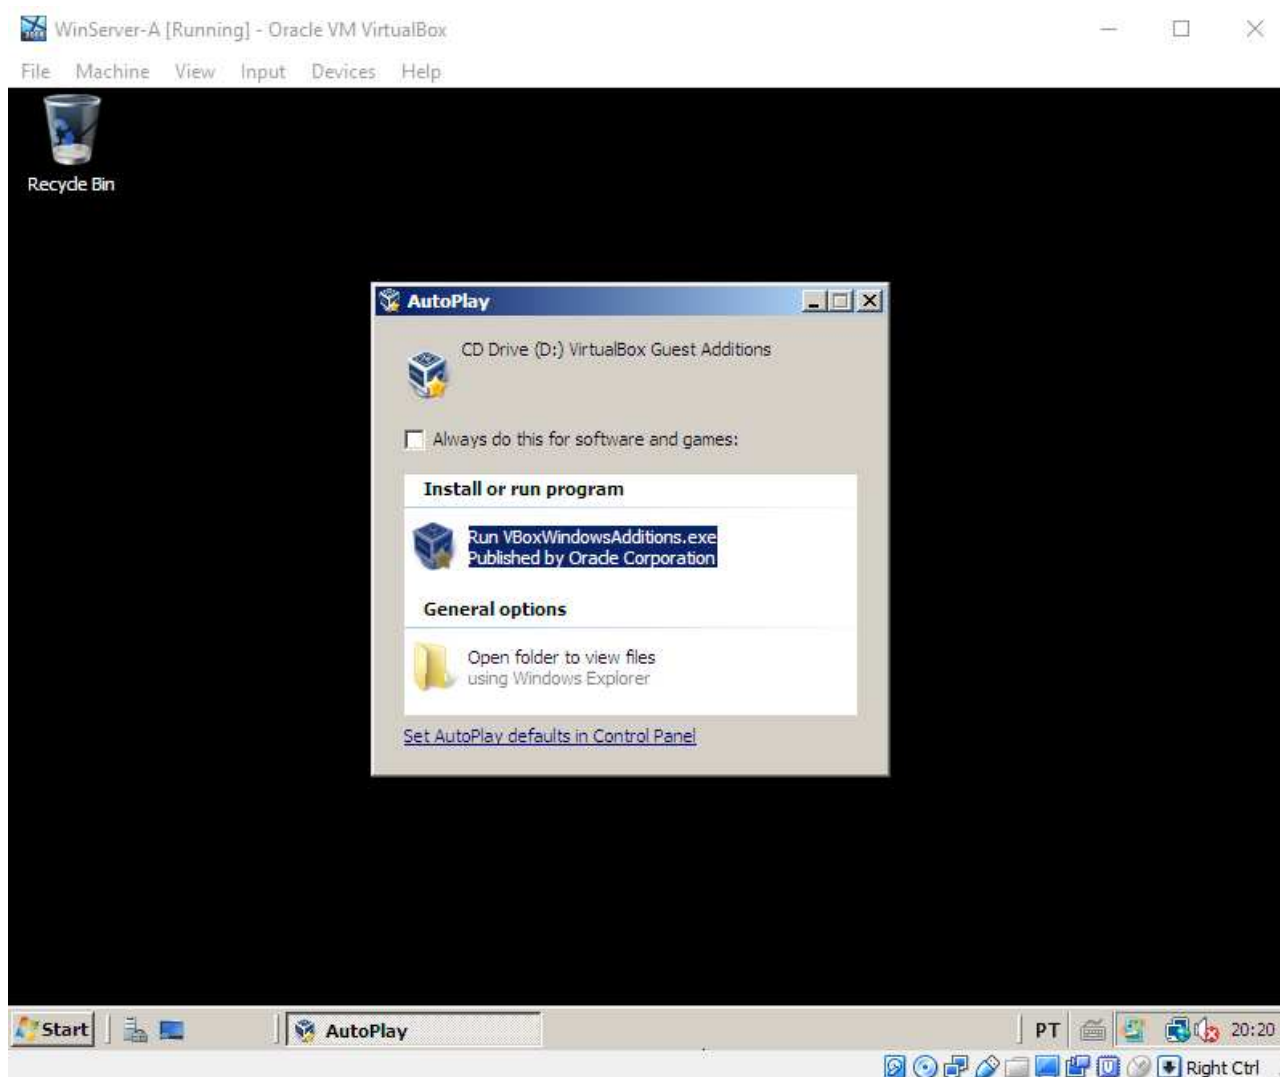 WinServer-A [Running] - Oracle VM VirtualBox
File Machine View Input Devices Help
Recycle Bin
AutoPlay
CD Drive (D:) VirtualBox Guest Additions
Always do this for software and games:
Install or run program
Run VBoxWindowsAdditions.exe
Published by Oracle Corporation
General options
Open folder to view files
using Windows Explorer
Set AutoPlay defaults in Control Panel
Start AutoPlay PT 20:20
Right Ctrl